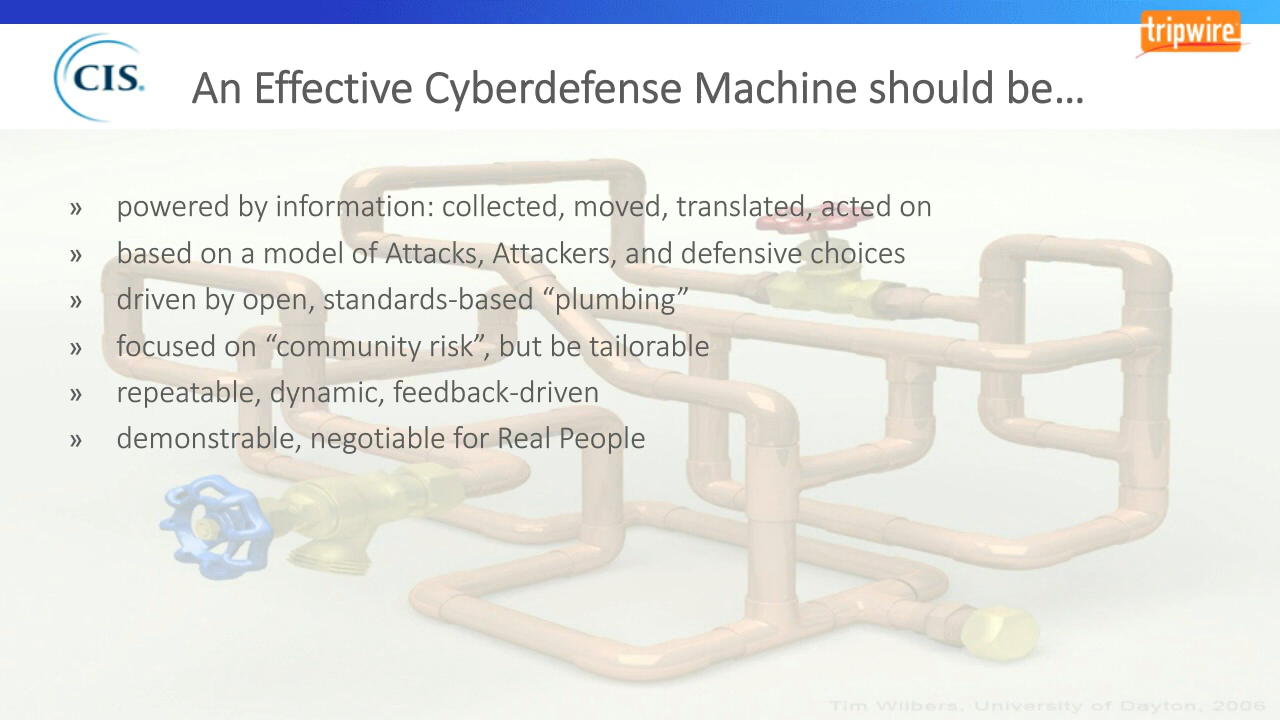 tripwire
CIS.
An Effective Cyberdefense Machine should be…
» powered by information: collected, moved, translated, acted on
» based on a model of Attacks, Attackers, and defensive choices
» driven by open, standards-based “plumbing”
» focused on “community risk”, but be tailorable
» repeatable, dynamic, feedback-driven
» demonstrable, negotiable for Real People
Tim Wilbers, University of Dayton, 2006